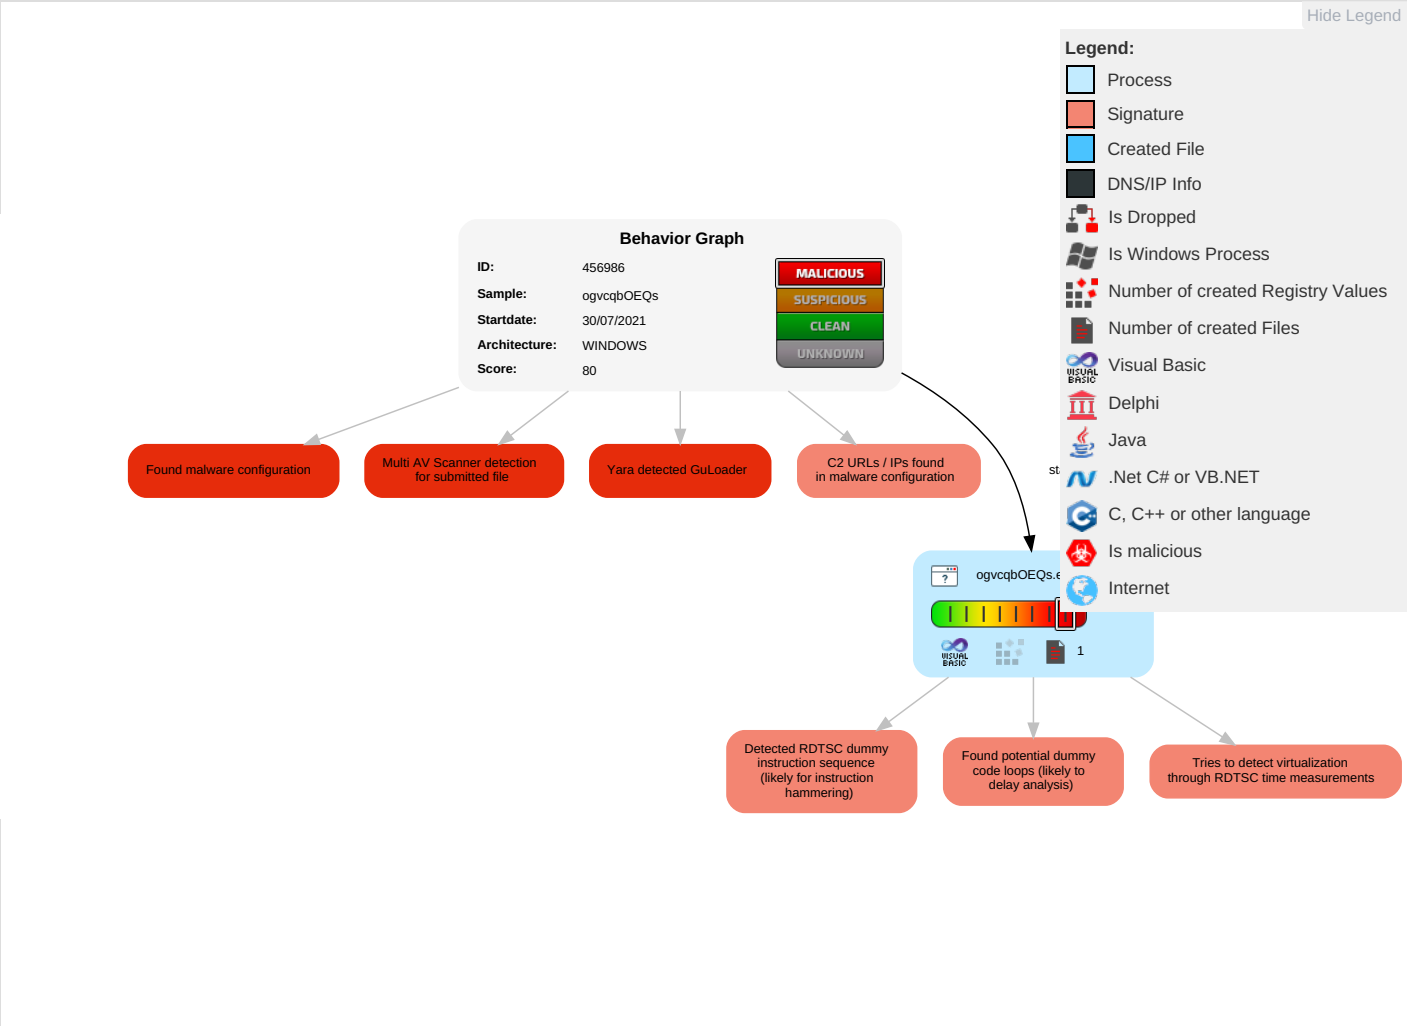 Hide Legend
Legend:
Process
Signature
Created File
DNS/IP Info
Is Dropped
Is Windows Process
Number of created Registry Values
Number of created Files
VISUAL
BASIC
Visual Basic
Delphi
Java
.Net C# or VB.NET
C, C++ or other language
Is malicious
Internet
Behavior Graph
ID: 456986
Sample: ogvcqbOEQs
Startdate: 30/07/2021
Architecture: WINDOWS
Score: 80
MALICIOUS
SUSPICIOUS
CLEAN
UNKNOWN
Found malware configuration
Multi AV Scanner detection
for submitted file
Yara detected GuLoader
C2 URLs / IPs found
in malware configuration
ogvcqbOEQs.e
VISUAL
BASIC
1
Detected RDTSC dummy
instruction sequence
(likely for instruction
hammering)
Found potential dummy
code loops (likely to
delay analysis)
Tries to detect virtualization
through RDTSC time measurements